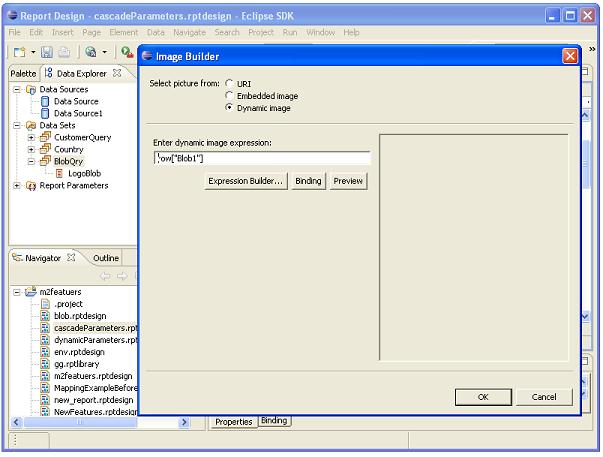 Report Design - cascadeParameters.rptdesign - Eclipse SDK
File Edit Insert Page Element Data Navigate Search Project Run Window Help
Palette Data Explorer
Data Sources
Data Source
Data Source1
Data Sets
CustomerQuery
Country
BlobQry
LogoBlob
Report Parameters
Navigator Outline
m2featuers
.project
blob.rptdesign
cascadeParameters.rpt
dynamicParameters.rpt
env.rptdesign
gg.rptlibrary
m2featuers.rptdesign
MappingExampleBefore
new_report.rptdesign
NewFeatures.rptdesign
Image Builder
Select picture from: URI
Embedded image
Dynamic image
Enter dynamic image expression:
row["Blob1"]
Expression Builder... Binding Preview
OK Cancel
Properties Binding